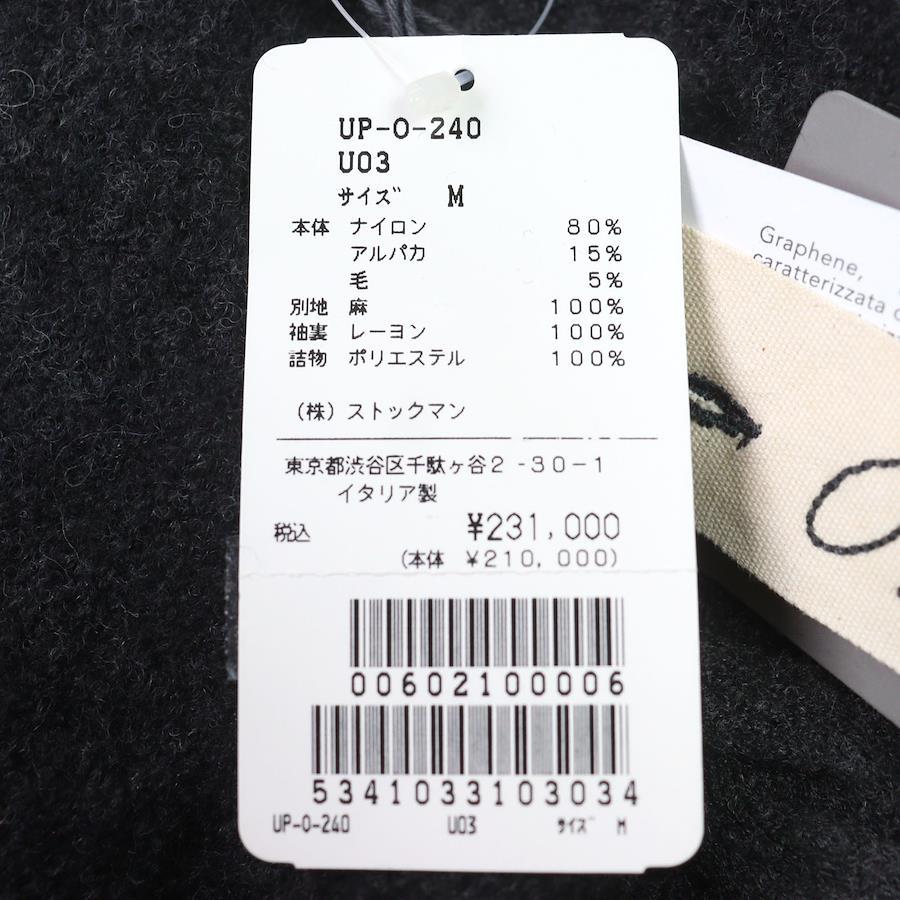 UP-O-240
U03
サイズ M
本体 ナイロン 80%
アルパカ 15%
毛 5%
別地 麻 100%
袖裏 レーヨン 100%
詰物 ポリエステル 100%
(株)ストックマン
東京都渋谷区千駄ヶ谷2-30-1
イタリア製
税込 ¥231,000
(本体 ¥210,000)
00602100006
5341033103034
UP-O-240 U03 サイズ M
Graphene,
caratterizzata